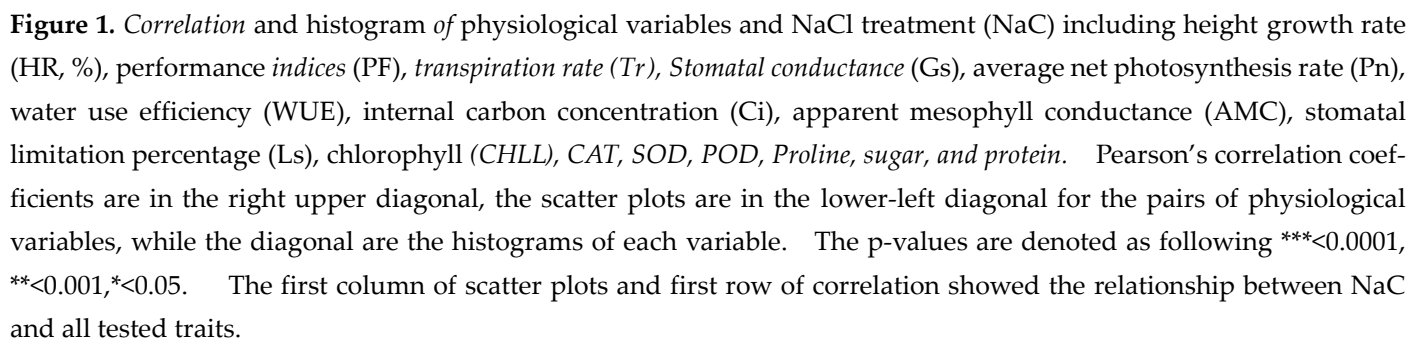 Figure 1. Correlation and histogram of physiological variables and NaCl treatment (NaC) including height growth rate
(HR, %), performance indices (PF), transpiration rate (Tr), Stomatal conductance (Gs), average net photosynthesis rate (Pn),
water use efficiency (WUE), internal carbon concentration (Ci), apparent mesophyll conductance (AMC), stomatal
limitation percentage (Ls), chlorophyll (CHLL), CAT, SOD, POD, Proline, sugar, and protein. Pearson’s correlation coef-
ficients are in the right upper diagonal, the scatter plots are in the lower-left diagonal for the pairs of physiological
variables, while the diagonal are the histograms of each variable. The p-values are denoted as following ***<0.0001,
**<0.001,*<0.05. The first column of scatter plots and first row of correlation showed the relationship between NaC
and all tested traits.